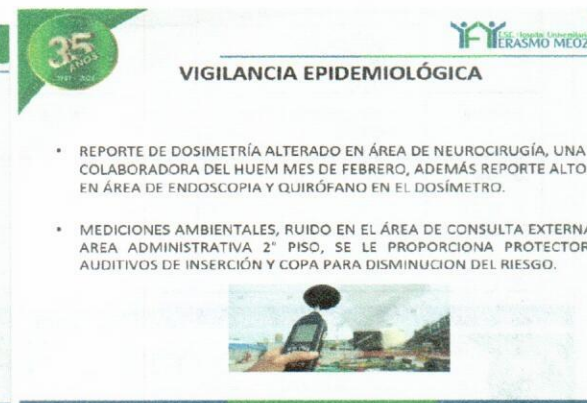 35
AÑOS
E.S.E. Hospital Universitario
ERASMO MEOZ
VIGILANCIA EPIDEMIOLÓGICA
• REPORTE DE DOSIMETRÍA ALTERADO EN ÁREA DE NEUROCIRUGÍA, UNA
COLABORADORA DEL HUEM MES DE FEBRERO, ADEMÁS REPORTE ALTO
EN ÁREA DE ENDOSCOPIA Y QUIRÓFANO EN EL DOSÍMETRO.
• MEDICIONES AMBIENTALES, RUIDO EN EL ÁREA DE CONSULTA EXTERNA
AREA ADMINISTRATIVA 2° PISO, SE LE PROPORCIONA PROTECTOR
AUDITIVOS DE INSERCIÓN Y COPA PARA DISMINUCION DEL RIESGO.